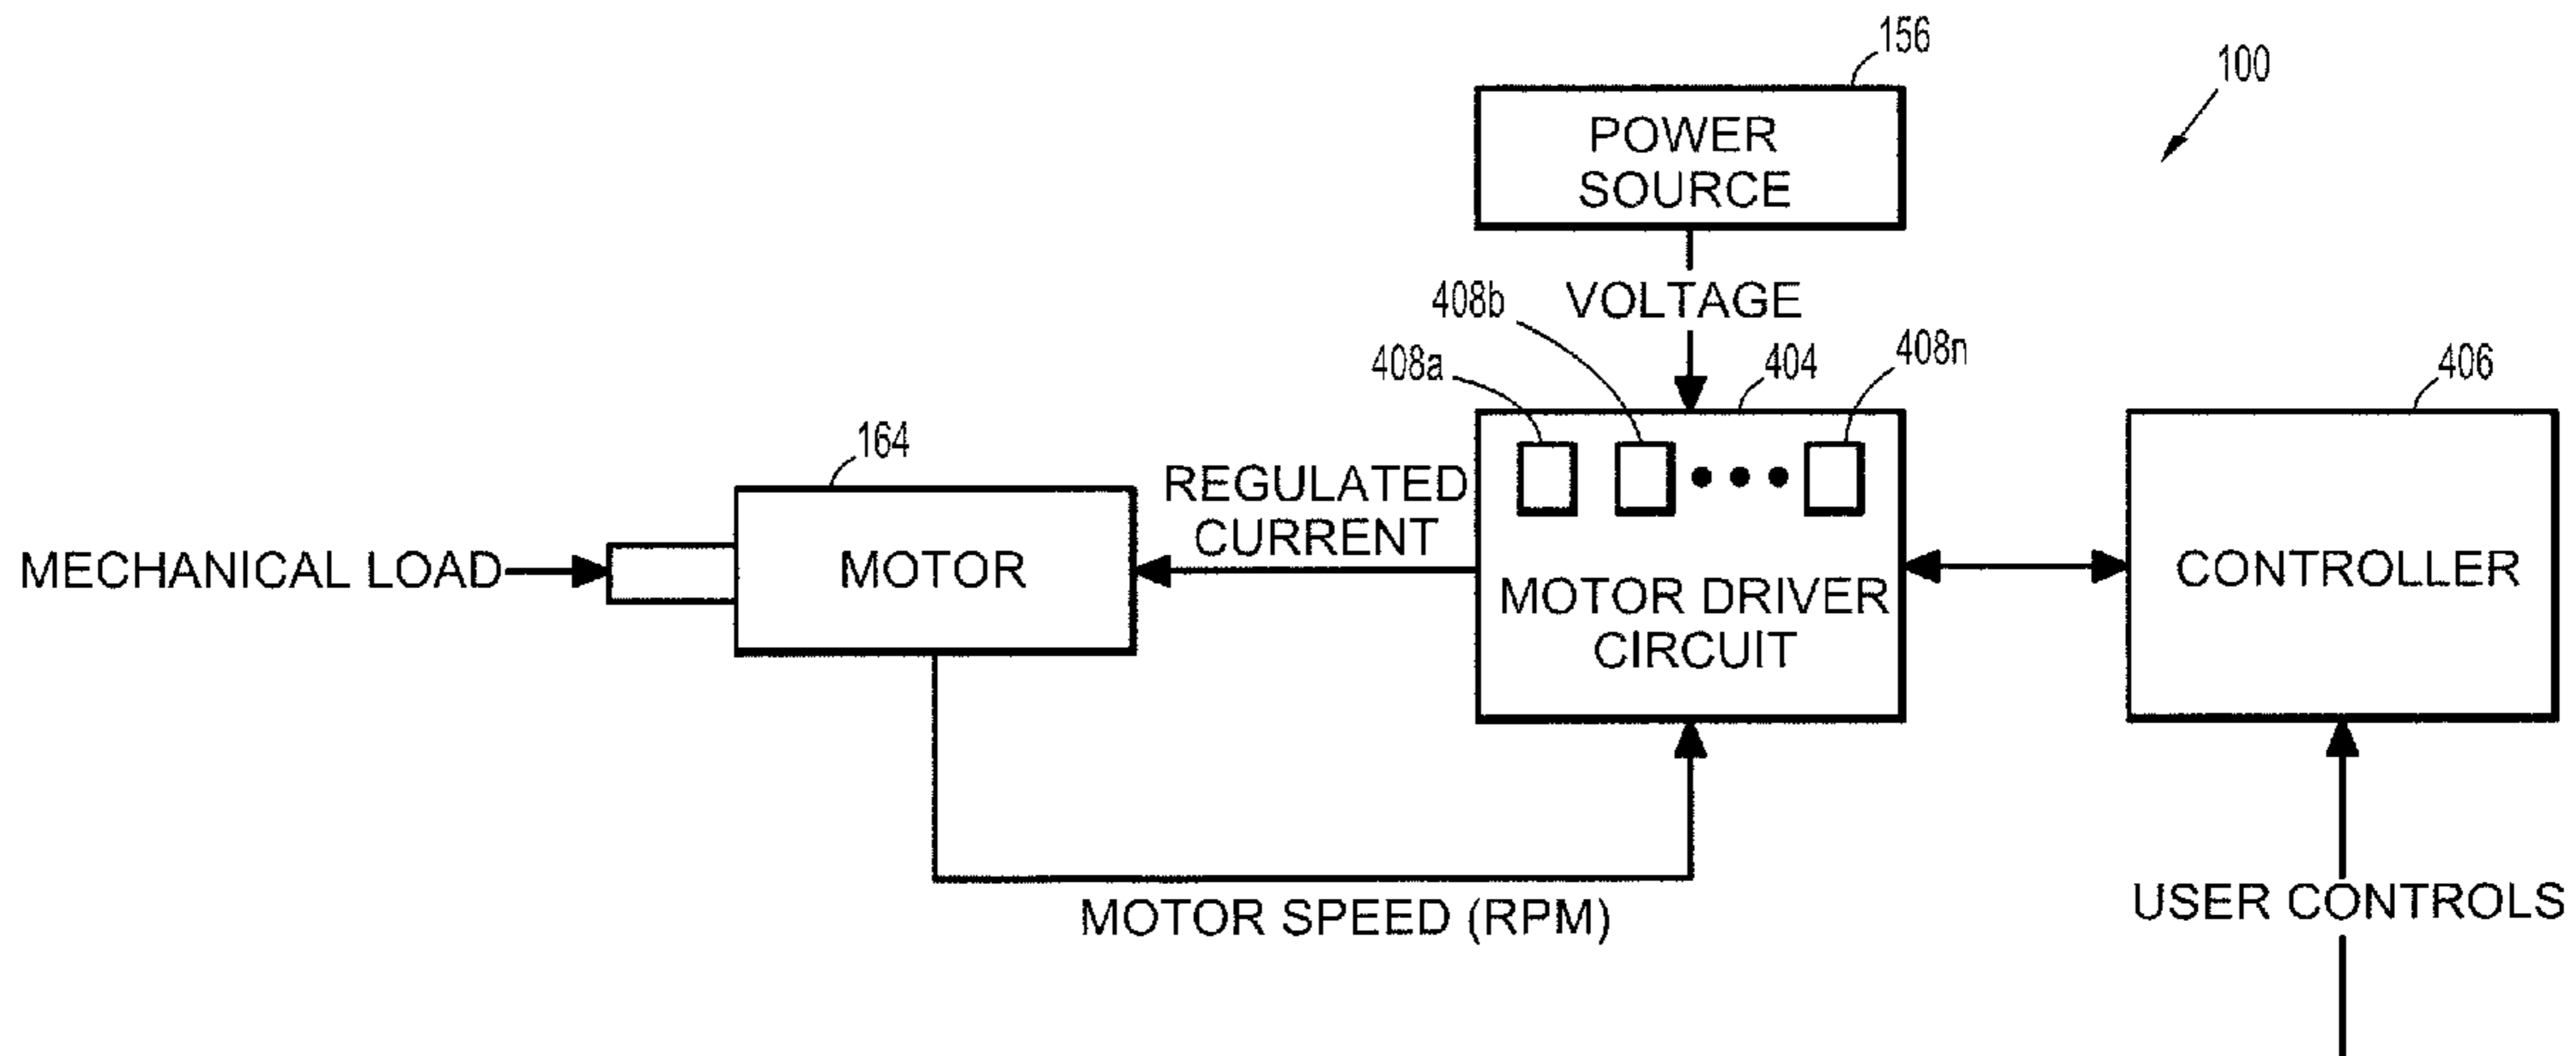 156
100
POWER
SOURCE
408b
VOLTAGE
408a
404
408n
406
164
REGULATED
CURRENT
MECHANICAL LOAD
MOTOR
MOTOR DRIVER
CIRCUIT
CONTROLLER
MOTOR SPEED (RPM)
USER CONTROLS